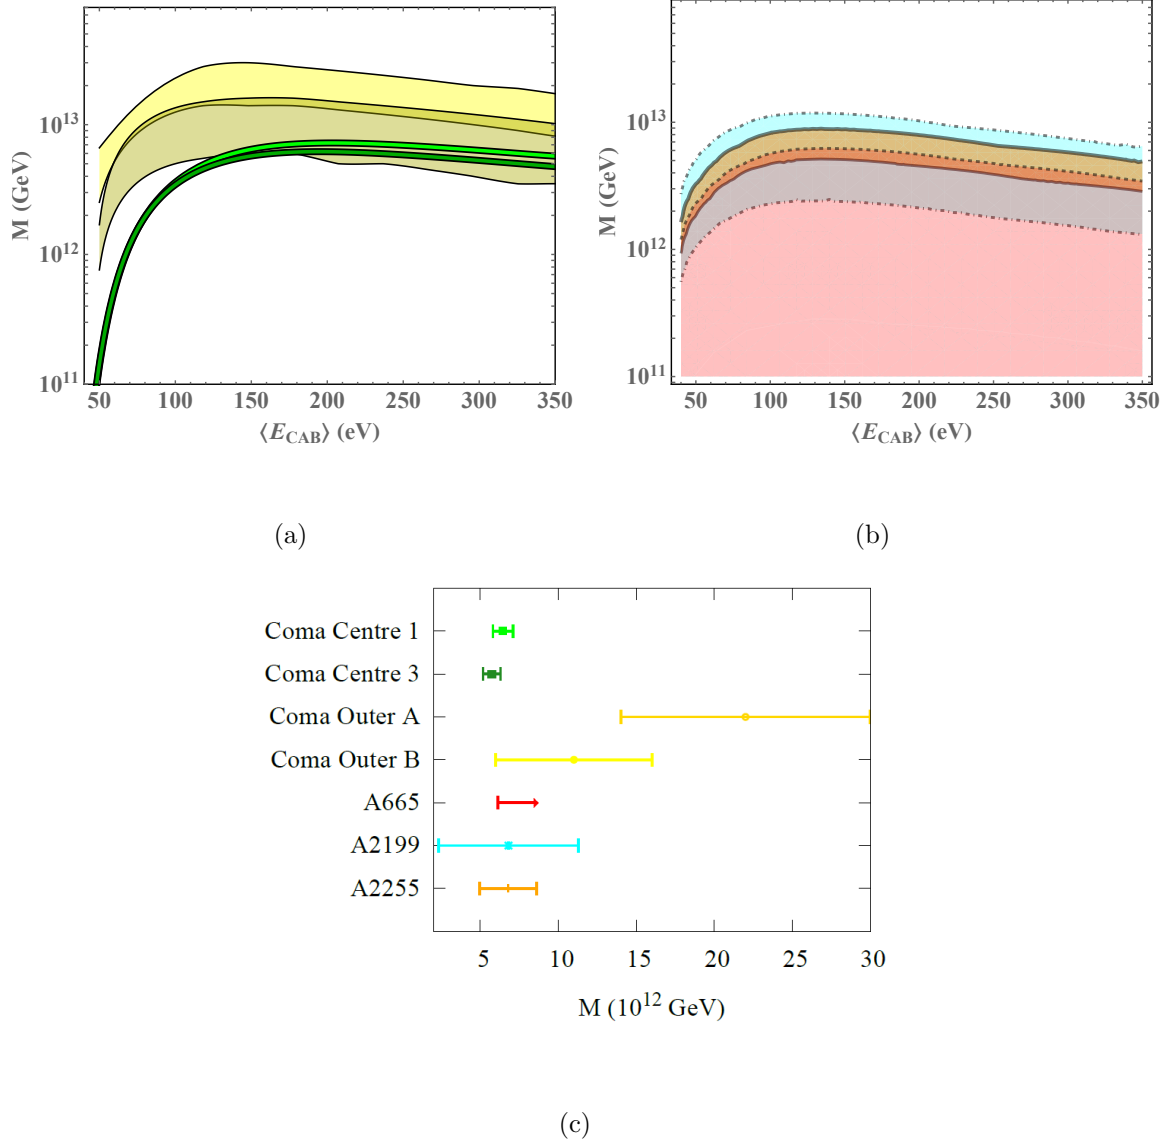 10^13
10^12
10^11
M (GeV)
50 100 150 200 250 300 350
⟨E_CAB⟩ (eV)
(a)
10^13
10^12
10^11
M (GeV)
50 100 150 200 250 300 350
⟨E_CAB⟩ (eV)
(b)
Coma Centre 1
Coma Centre 3
Coma Outer A
Coma Outer B
A665
A2199
A2255
5 10 15 20 25 30
M (10^12 GeV)
(c)